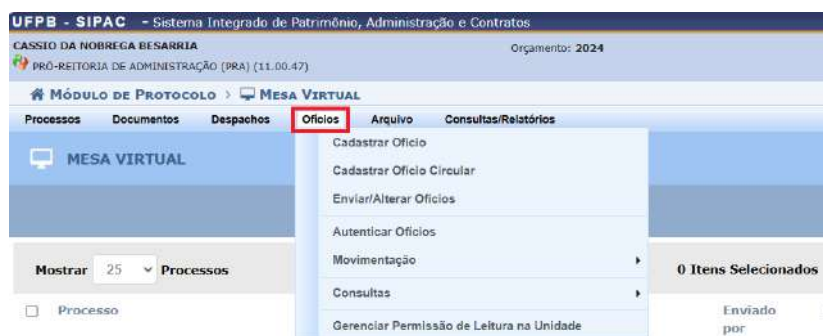 UFPB - SIPAC - Sistema Integrado de Patrimônio, Administração e Contratos
CASSIO DA NOBREGA BESARRIA
Orçamento: 2024
PRÓ-REITORIA DE ADMINISTRAÇÃO (PRA) (11.00.47)
MÓDULO DE PROTOCOLO > MESA VIRTUAL
Processos Documentos Despachos Ofícios Arquivo Consultas/Relatórios
MESA VIRTUAL
Cadastrar Ofício
Cadastrar Ofício Circular
Enviar/Alterar Ofícios
Autenticar Ofícios
Movimentação
Consultas
Gerenciar Permissão de Leitura na Unidade
Mostrar 25 Processos
0 Itens Selecionados
Processo
Enviado
por